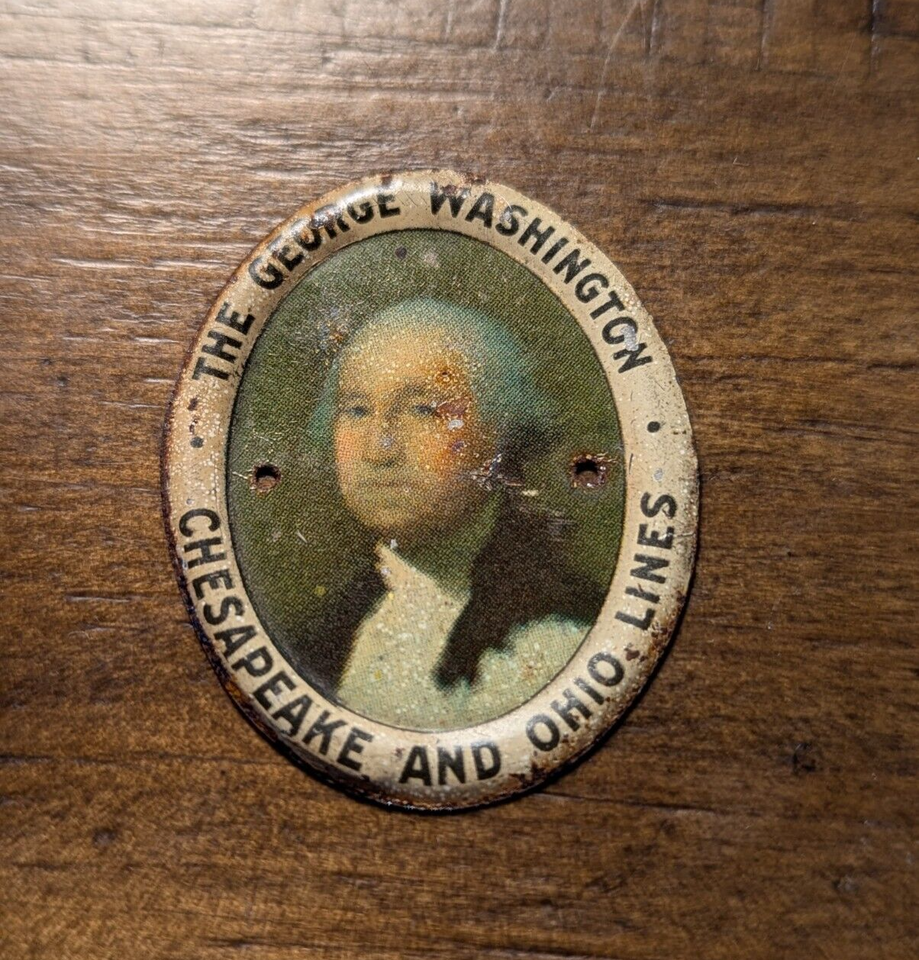 THE GEORGE WASHINGTON
CHESAPEAKE AND OHIO LINES